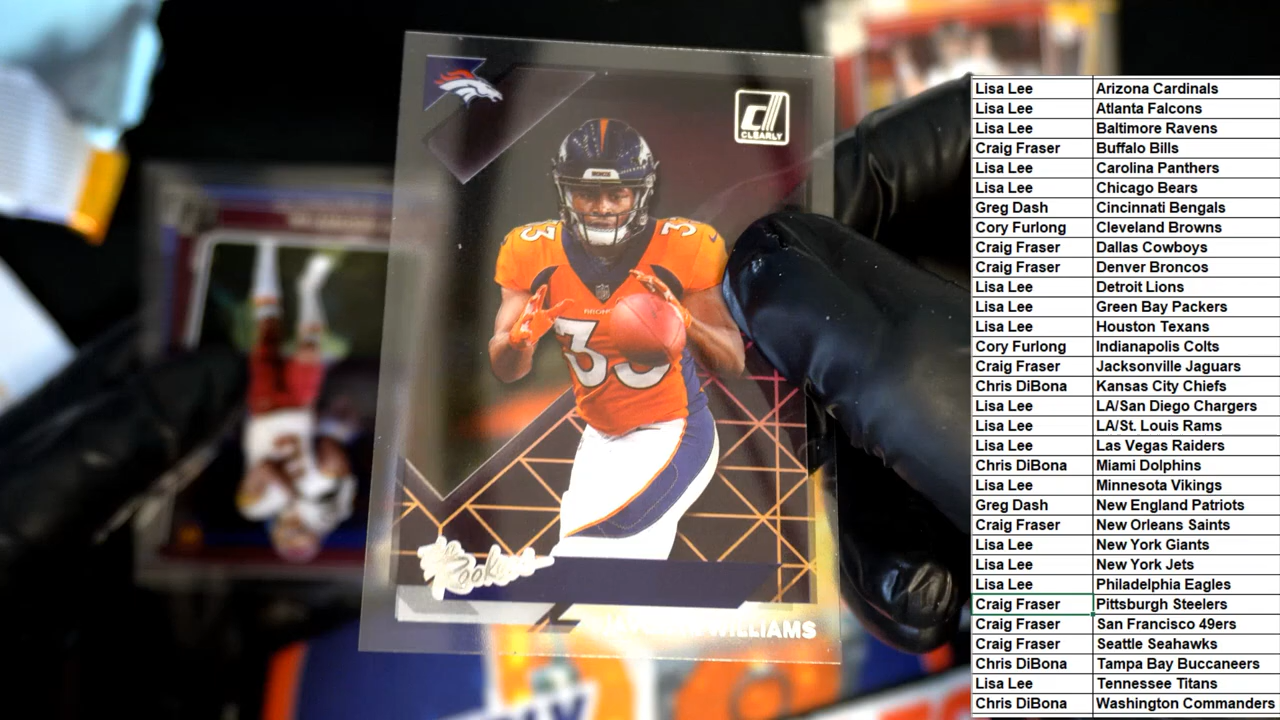 CLEARLY
BRONCOS
33
33
33
The Rookies
WILLIAMS
Lisa Lee Arizona Cardinals
Lisa Lee Atlanta Falcons
Lisa Lee Baltimore Ravens
Craig Fraser Buffalo Bills
Lisa Lee Carolina Panthers
Lisa Lee Chicago Bears
Greg Dash Cincinnati Bengals
Cory Furlong Cleveland Browns
Craig Fraser Dallas Cowboys
Craig Fraser Denver Broncos
Lisa Lee Detroit Lions
Lisa Lee Green Bay Packers
Lisa Lee Houston Texans
Cory Furlong Indianapolis Colts
Craig Fraser Jacksonville Jaguars
Chris DiBona Kansas City Chiefs
Lisa Lee LA/San Diego Chargers
Lisa Lee LA/St. Louis Rams
Lisa Lee Las Vegas Raiders
Chris DiBona Miami Dolphins
Lisa Lee Minnesota Vikings
Greg Dash New England Patriots
Craig Fraser New Orleans Saints
Lisa Lee New York Giants
Lisa Lee New York Jets
Lisa Lee Philadelphia Eagles
Craig Fraser Pittsburgh Steelers
Craig Fraser San Francisco 49ers
Craig Fraser Seattle Seahawks
Chris DiBona Tampa Bay Buccaneers
Lisa Lee Tennessee Titans
Chris DiBona Washington Commanders